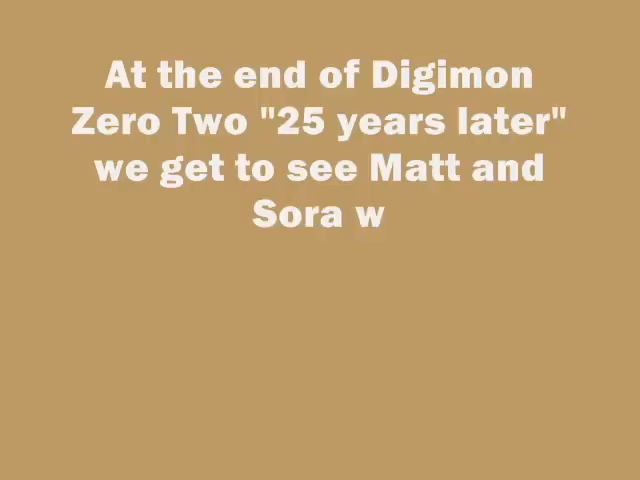 At the end of Digimon
Zero Two "25 years later"
we get to see Matt and
Sora w